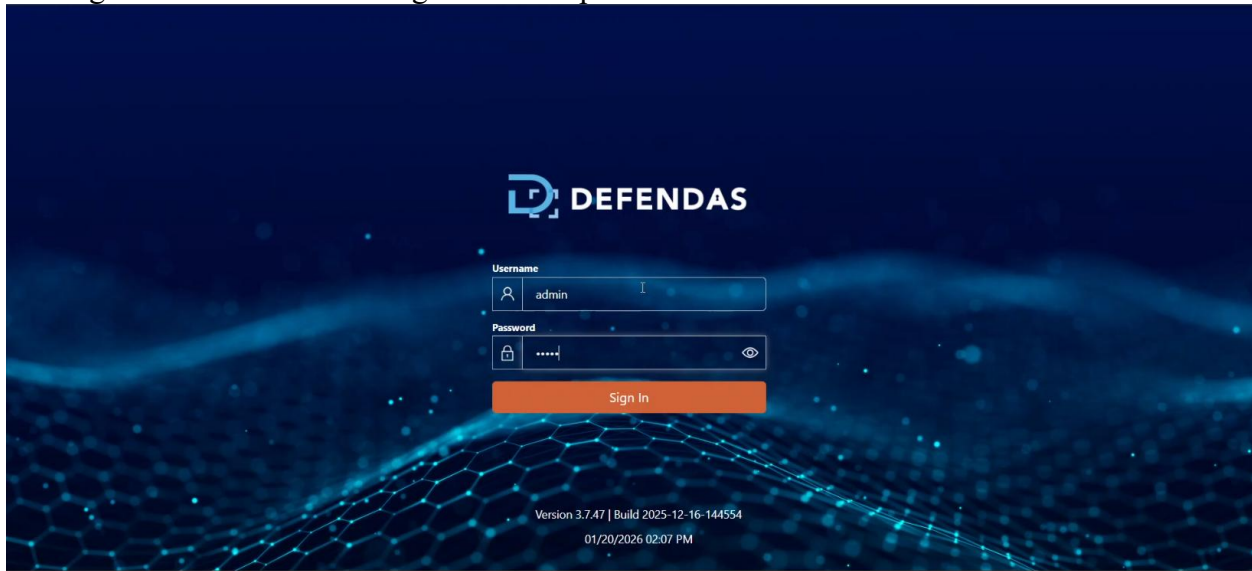 DEFENDAS
Username
admin
Password
•••••
Sign In
Version 3.7.47 | Build 2025-12-16-144554
01/20/2026 02:07 PM